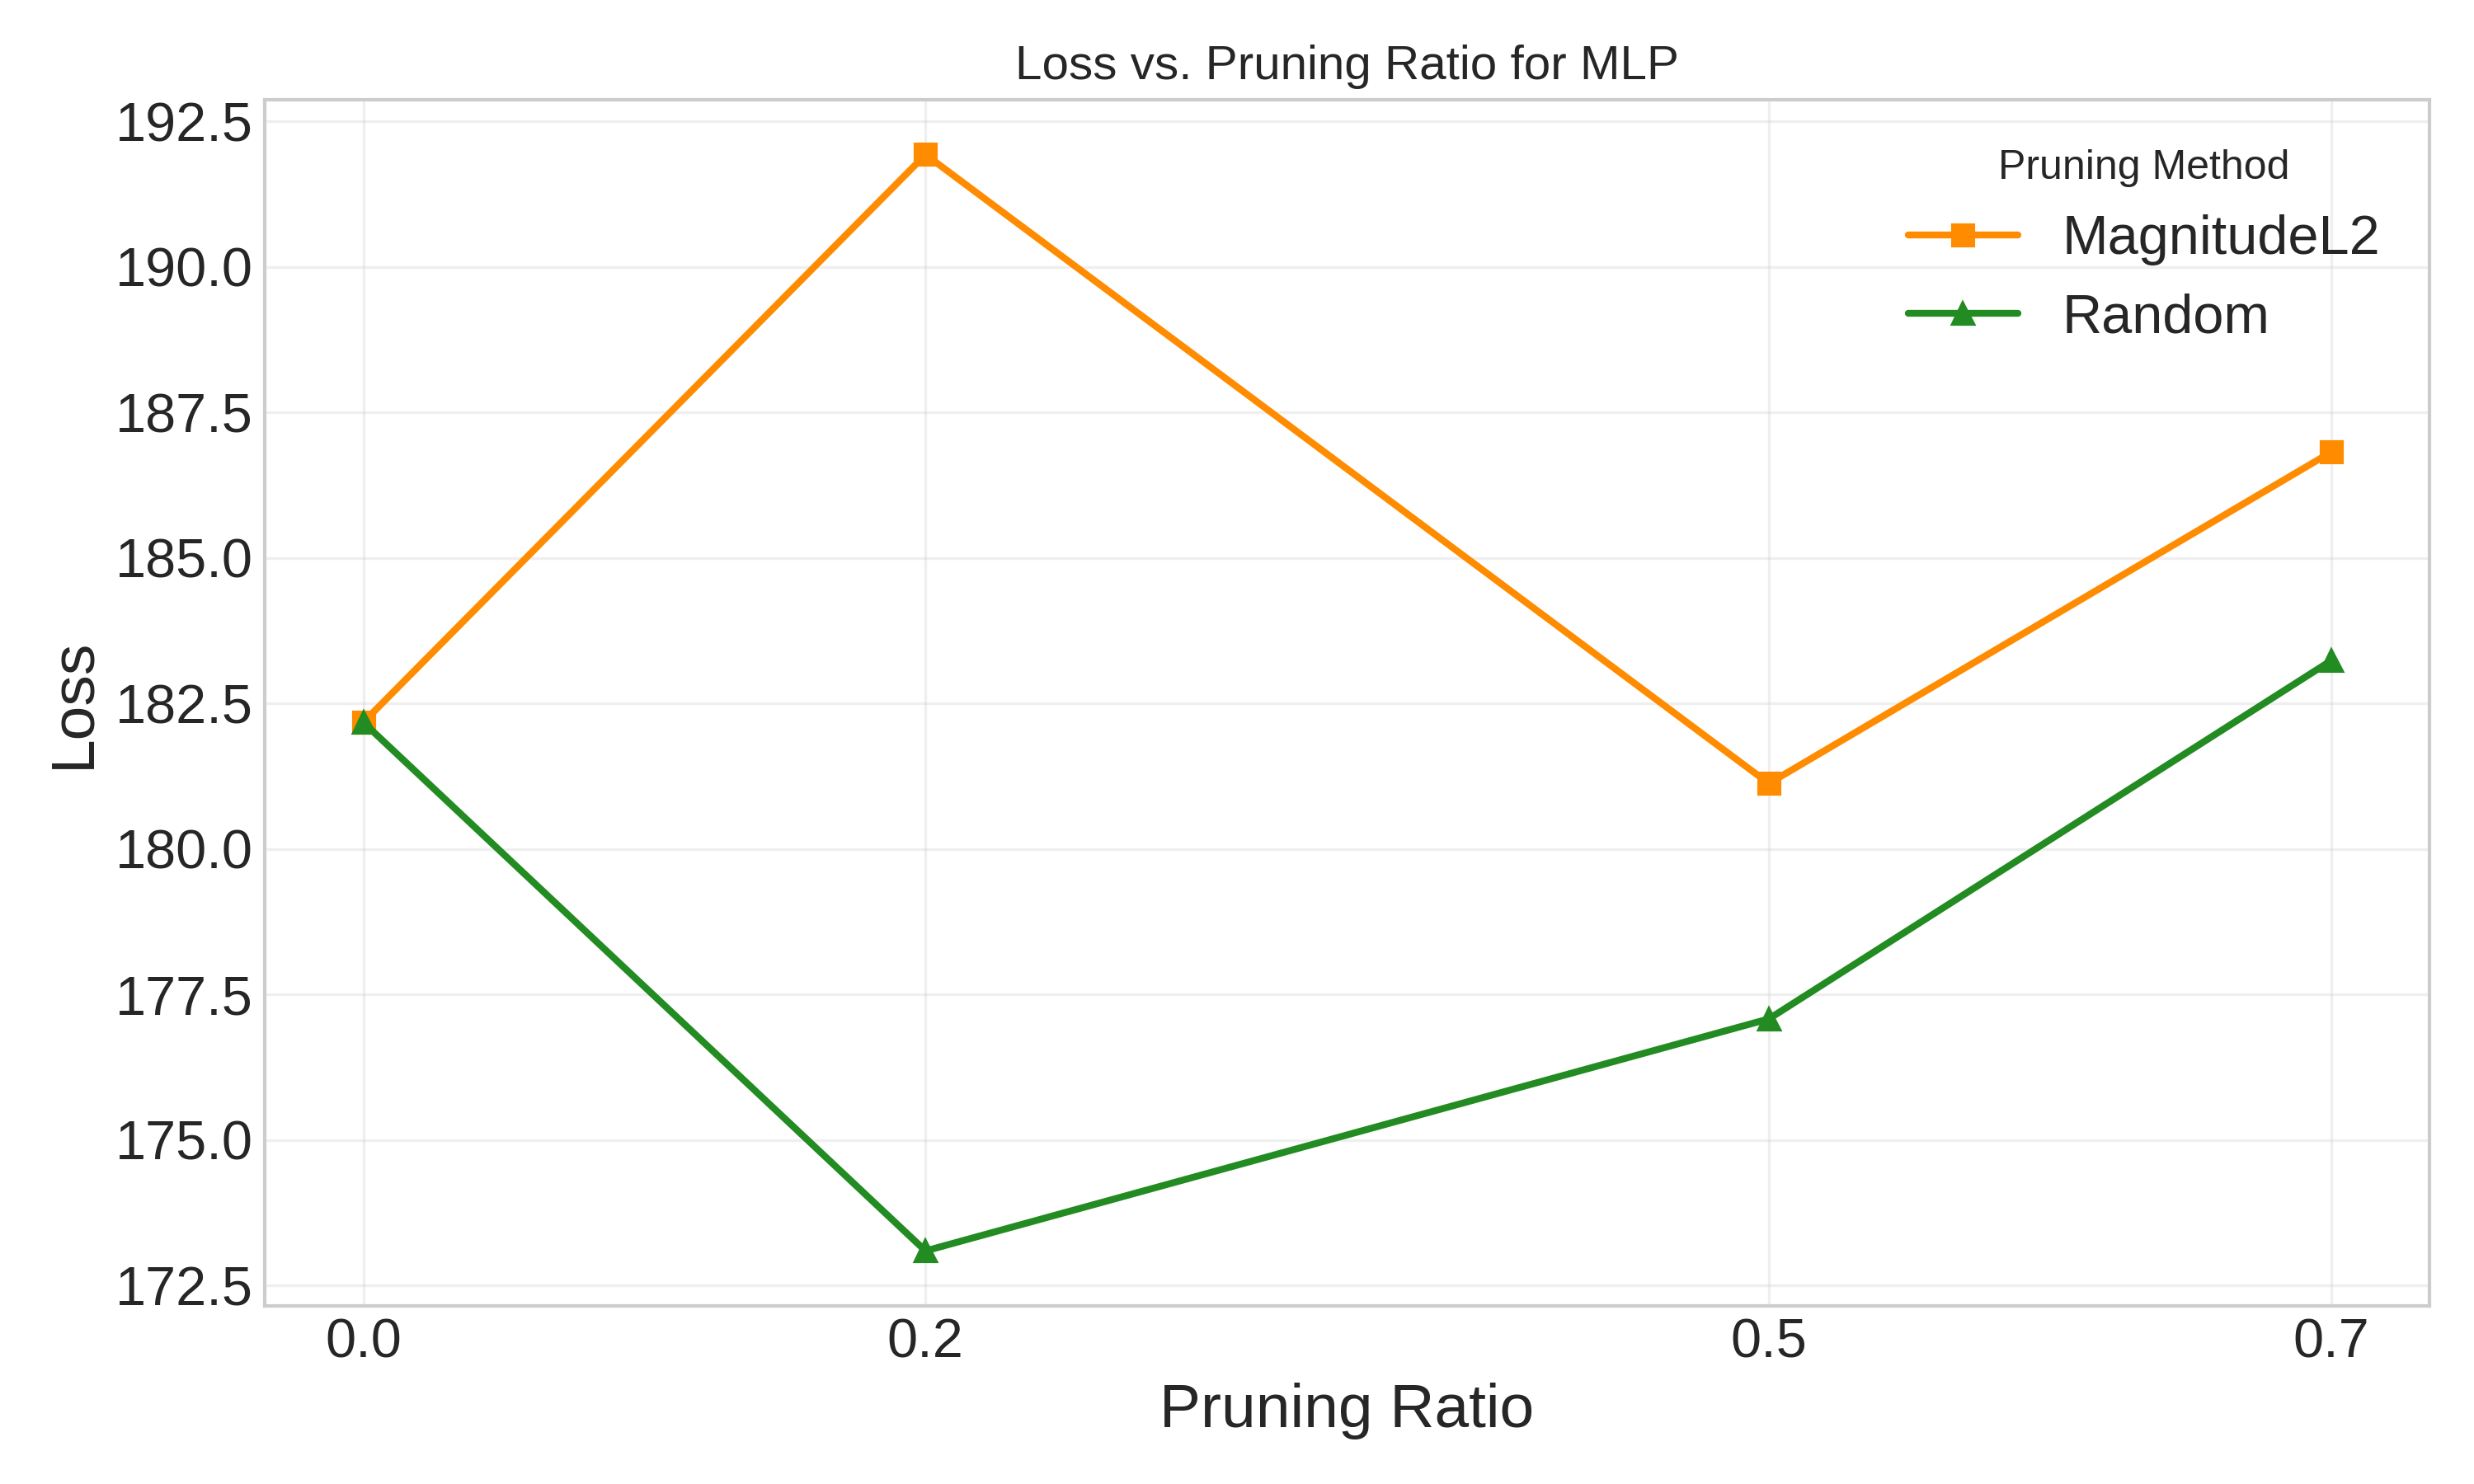 Loss vs. Pruning Ratio for MLP
192.5
190.0
187.5
185.0
182.5
180.0
177.5
175.0
172.5
Loss
Pruning Method
MagnitudeL2
Random
0.0 0.2 0.5 0.7
Pruning Ratio